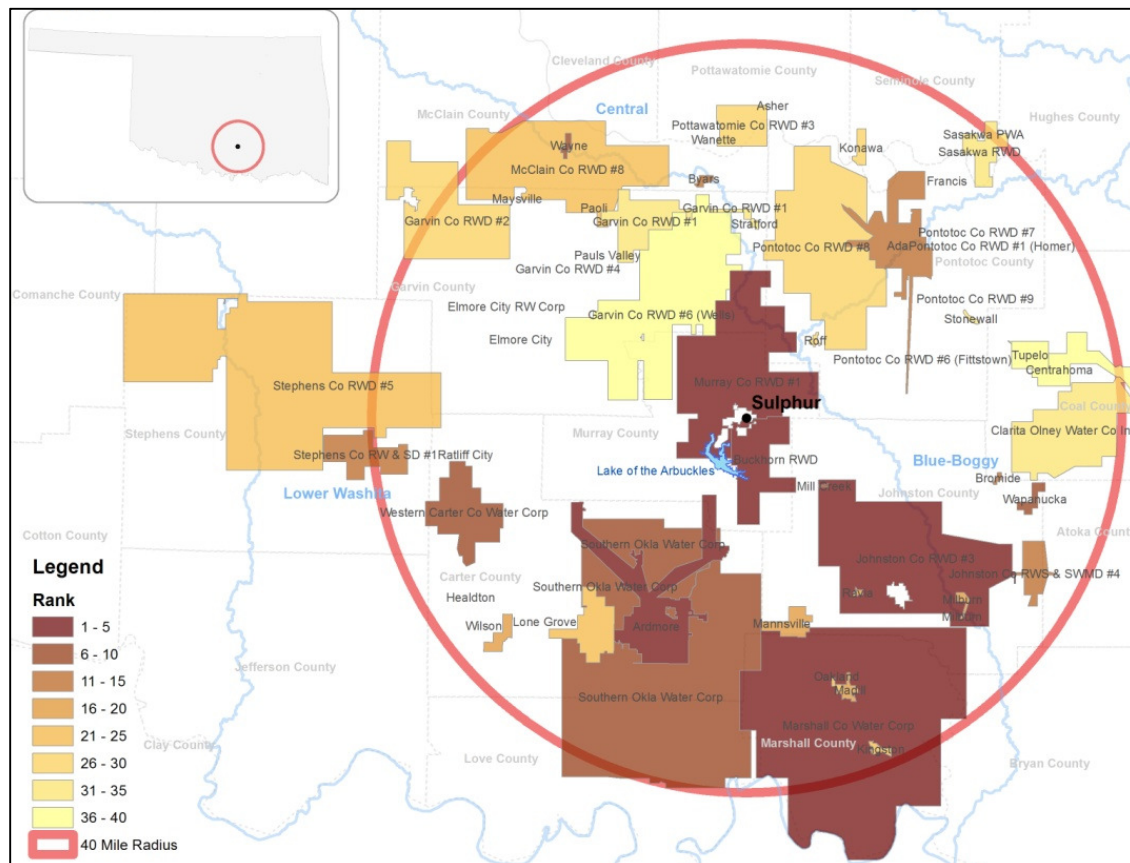 Cleveland County
Pottawatomie County
Seminole County
McClain County
Central
Asher
Hughes County
Pottawatomie Co RWD #3
Wanette
Sasakwa PWA
Konawa
Sasakwa RWD
Wayne
McClain Co RWD #8
Byars
Francis
Maysville
Paoli
Garvin Co RWD #1
Garvin Co RWD #2
Garvin Co RWD #1
Stratford
Pontotoc Co RWD #7
Pontotoc Co RWD #8
Ada
Pontotoc Co RWD #1 (Homer)
Pauls Valley
Pontotoc County
Garvin Co RWD #4
Garvin County
Comanche County
Pontotoc Co RWD #9
Elmore City RW Corp
Garvin Co RWD #6 (Wells)
Stonewall
Elmore City
Roff
Pontotoc Co RWD #6 (Fittstown)
Tupelo
Centrahoma
Stephens Co RWD #5
Murray Co RWD #1
Sulphur
Coal County
Clarita Olney Water Co In
Stephens County
Murray County
Stephens Co RW & SD #1
Ratliff City
Buckhorn RWD
Blue-Boggy
Lake of the Arbuckles
Bromide
Lower Washita
Mill Creek
Johnston County
Wapanucka
Western Carter Co Water Corp
Atoka Count
Cotton County
Southern Okla Water Corp
Johnston Co RWD #3
Carter County
Southern Okla Water Corp
Johnston Co RWS & SWMD #4
Healdton
Ravia
Milburn
Wilson
Lone Grove
Ardmore
Mannsville
Jefferson County
Oakland
Madill
Southern Okla Water Corp
Marshall Co Water Corp
Clay County
Marshall County
Kingston
Love County
Bryan County
Legend
Rank
1 - 5
6 - 10
11 - 15
16 - 20
21 - 25
26 - 30
31 - 35
36 - 40
40 Mile Radius